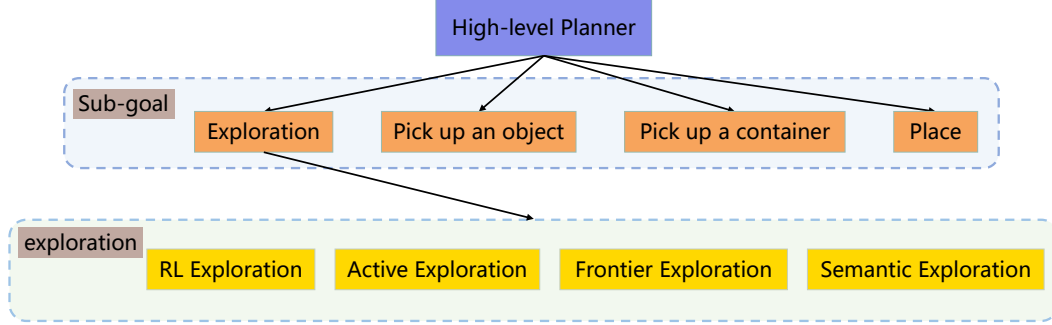 High-level Planner
Sub-goal
Exploration
Pick up an object
Pick up a container
Place
exploration
RL Exploration
Active Exploration
Frontier Exploration
Semantic Exploration